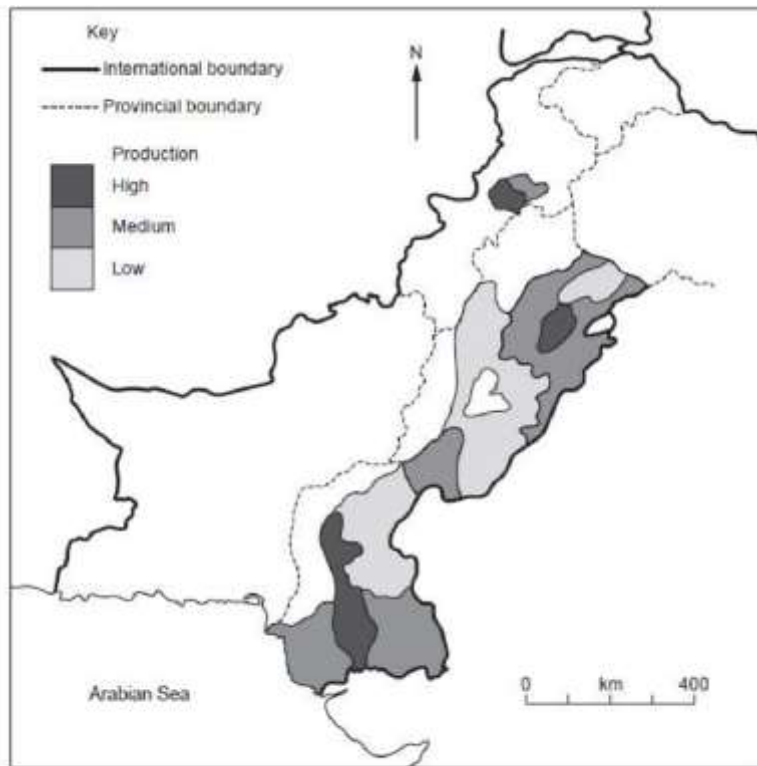 Key
International boundary
Provincial boundary
N
Production
High
Medium
Low
Arabian Sea
0 km 400